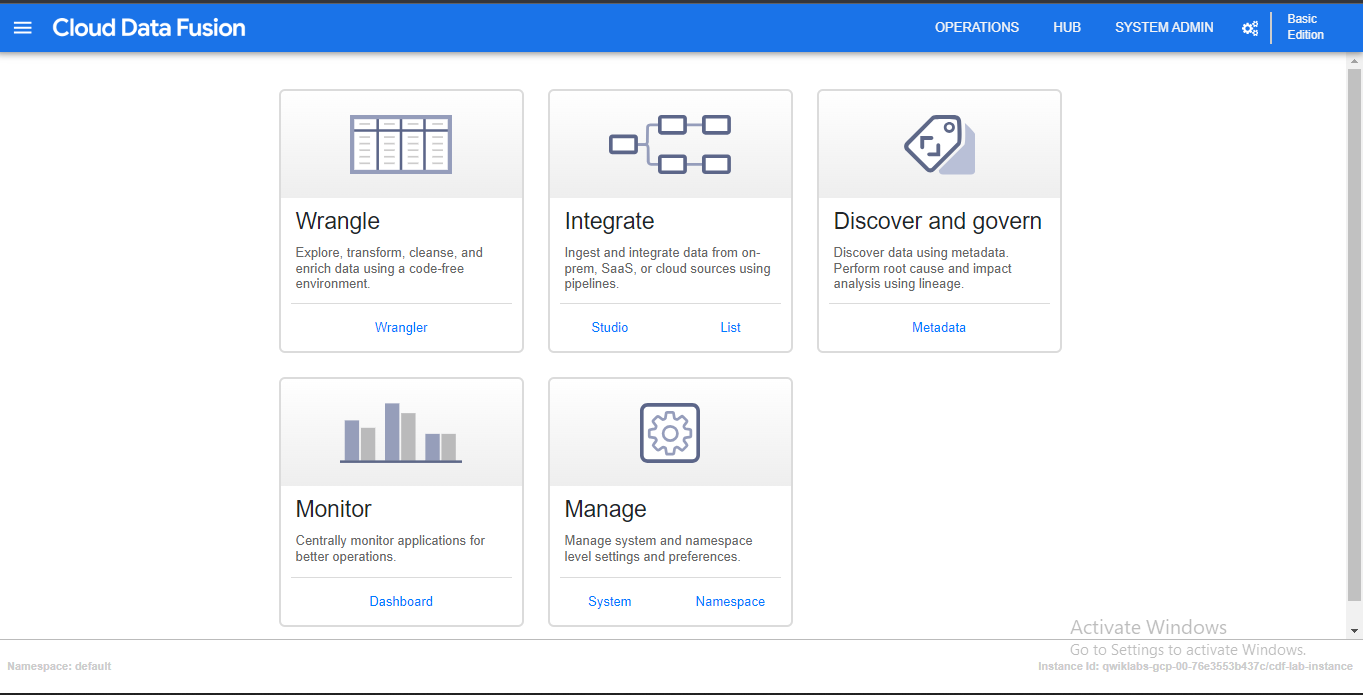 Cloud Data Fusion
OPERATIONS
HUB
SYSTEM ADMIN
Basic
Edition
Wrangle
Explore, transform, cleanse, and
enrich data using a code-free
environment.
Wrangler
Integrate
Ingest and integrate data from on-
prem, SaaS, or cloud sources using
pipelines.
Studio
List
Discover and govern
Discover data using metadata.
Perform root cause and impact
analysis using lineage.
Metadata
Monitor
Centrally monitor applications for
better operations.
Dashboard
Manage
Manage system and namespace
level settings and preferences.
System
Namespace
Activate Windows
Go to Settings to activate Windows.
Namespace: default
Instance Id: qwiklabs-gcp-00-76e3553b437c/cdf-lab-instance